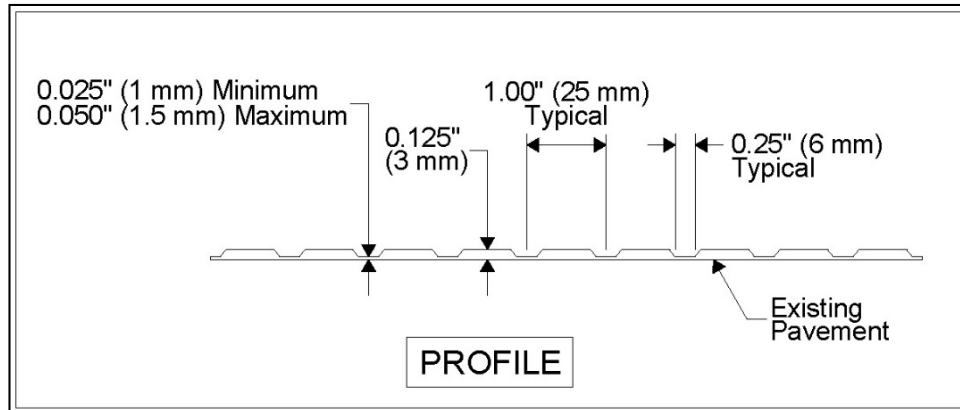 0.025" (1 mm) Minimum
0.050" (1.5 mm) Maximum
0.125"
(3 mm)
1.00" (25 mm)
Typical
0.25" (6 mm)
Typical
Existing
Pavement
PROFILE